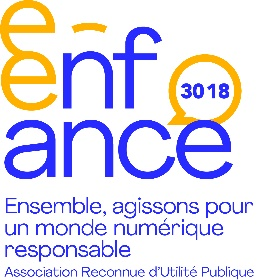 e-
enf
3018
ance
Ensemble, agissons pour
un monde numérique
responsable
Association Reconnue d'Utilité Publique